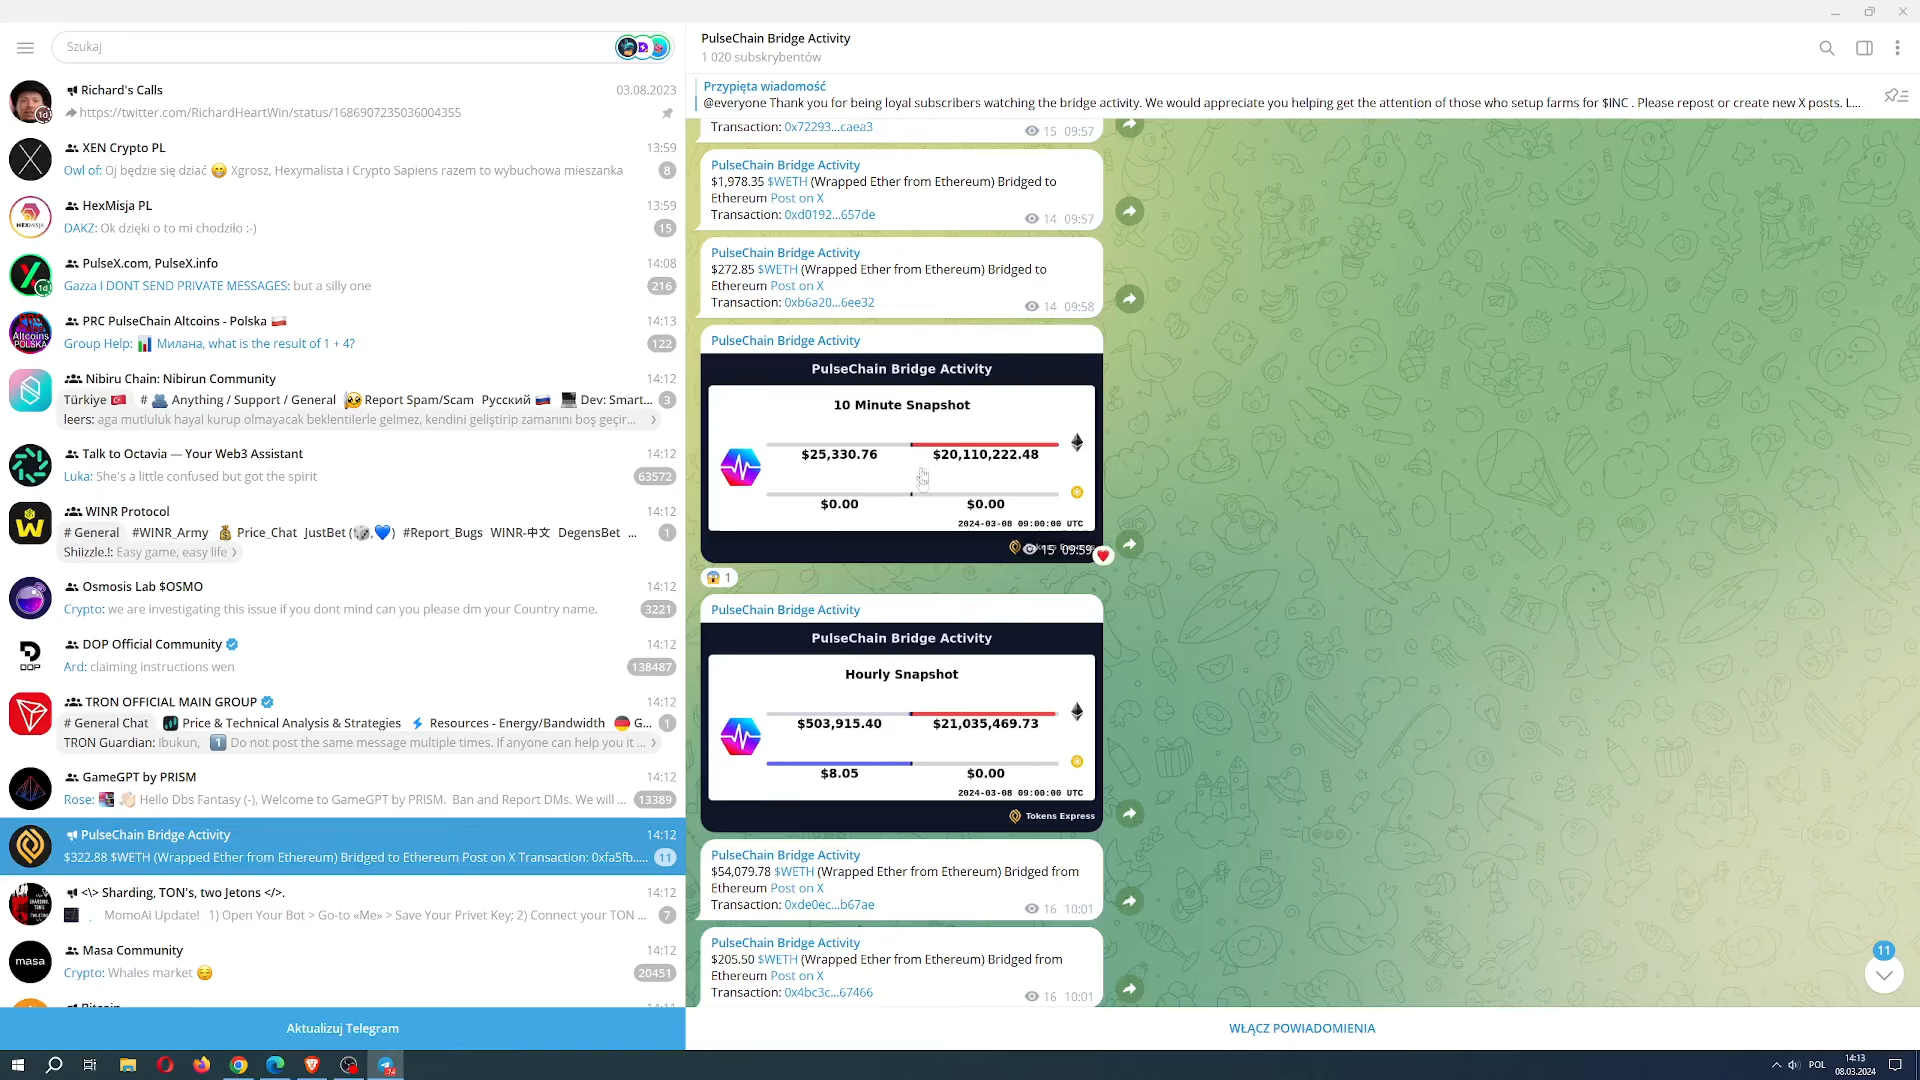 Szukaj
Richard's Calls 03.08.2023
https://twitter.com/RichardHeartWin/status/1686907235036004355
1d
XEN Crypto PL 13:59
Owl of: Oj będzie się dziać 😁 Xgrosz, Hexymalista i Crypto Sapiens razem to wybuchowa mieszanka 8
HexMisja PL 13:59
DAKZ: Ok dzięki o to mi chodziło :-) 15
HEXMISJA
PulseX.com, PulseX.info 14:08
Gazza I DONT SEND PRIVATE MESSAGES: but a silly one 216
1d
PRC PulseChain Altcoins - Polska 🇵🇱 14:13
Group Help: 📊 Милана, what is the result of 1 + 4? 122
Altcoins
POLSKA
Nibiru Chain: Nibirun Community 14:12
Türkiye 🇹🇷 # 👥 Anything / Support / General 🥺 Report Spam/Scam Русский 🇷🇺 💻 Dev: Smart... 3
leers: aga mutluluk hayal kurup olmayacak beklentilerle gelmez, kendini geliştirip zamanını boş geçir...
Talk to Octavia — Your Web3 Assistant 14:12
Luka: She's a little confused but got the spirit 63572
WINR Protocol 14:12
# General #WINR_Army 💰 Price_Chat JustBet (🎲,💙) #Report_Bugs WINR-中文 DegensBet ... 1
Shiizzle.!: Easy game, easy life
Osmosis Lab $OSMO 14:12
Crypto: we are investigating this issue if you dont mind can you please dm your Country name. 3221
DOP Official Community 14:12
Ard: claiming instructions wen 138487
DOP
TRON OFFICIAL MAIN GROUP 14:12
# General Chat Price & Technical Analysis & Strategies ⚡ Resources - Energy/Bandwidth 🇩🇪 G... 1
TRON Guardian: Ibukun, 1️⃣ Do not post the same message multiple times. If anyone can help you it ...
GameGPT by PRISM 14:12
Rose: 🎰 👋🏻 Hello Dbs Fantasy (-), Welcome to GameGPT by PRISM. Ban and Report DMs. We will ... 13389
PulseChain Bridge Activity 14:12
$322.88 $WETH (Wrapped Ether from Ethereum) Bridged to Ethereum Post on X Transaction: 0xfa5fb.... 11
<\> Sharding, TON's, two Jetons </>. 14:12
. MomoAi Update! 1) Open Your Bot > Go-to «Me» > Save Your Privet Key; 2) Connect your TON ... 7
Masa Community 14:12
Crypto: Whales market 😌 20451
masa
Bitcoin 14:11
Aktualizuj Telegram
PulseChain Bridge Activity
1 020 subskrybentów
Przypięta wiadomość
@everyone Thank you for being loyal subscribers watching the bridge activity. We would appreciate you helping get the attention of those who setup farms for $INC . Please repost or create new X posts. L...
Transaction: 0x72293...caea3 15 09:57
PulseChain Bridge Activity
$1,978.35 $WETH (Wrapped Ether from Ethereum) Bridged to
Ethereum Post on X
Transaction: 0xd0192...657de 14 09:57
PulseChain Bridge Activity
$272.85 $WETH (Wrapped Ether from Ethereum) Bridged to
Ethereum Post on X
Transaction: 0xb6a20...6ee32 14 09:58
PulseChain Bridge Activity
PulseChain Bridge Activity
10 Minute Snapshot
$25,330.76 $20,110,222.48
$0.00 $0.00
2024-03-08 09:00:00 UTC
15 09:59
😱 1
PulseChain Bridge Activity
PulseChain Bridge Activity
Hourly Snapshot
$503,915.40 $21,035,469.73
$8.05 $0.00
2024-03-08 09:00:00 UTC
Tokens Express
PulseChain Bridge Activity
$54,079.78 $WETH (Wrapped Ether from Ethereum) Bridged from
Ethereum Post on X
Transaction: 0xde0ec...b67ae 16 10:01
PulseChain Bridge Activity
$205.50 $WETH (Wrapped Ether from Ethereum) Bridged from
Ethereum Post on X
Transaction: 0x4bc3c...67466 16 10:01
11
WŁĄCZ POWIADOMIENIA
POL
14:13
08.03.2024